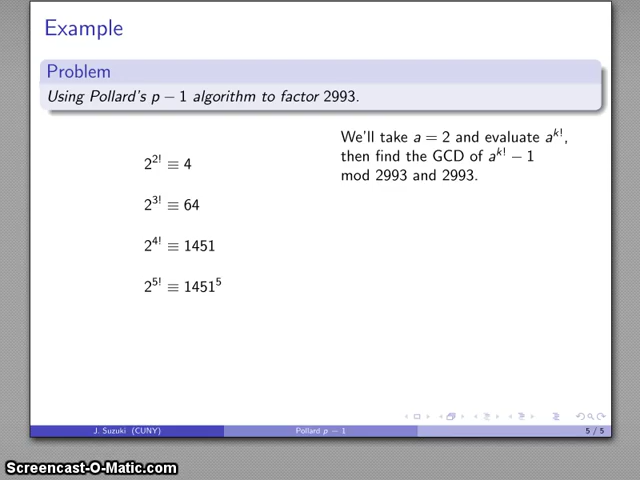 Example
Problem
Using Pollard's p − 1 algorithm to factor 2993.
We'll take a = 2 and evaluate a^{k!},
then find the GCD of a^{k!} − 1
mod 2993 and 2993.
2^{2!} ≡ 4
2^{3!} ≡ 64
2^{4!} ≡ 1451
2^{5!} ≡ 1451^5
J. Suzuki (CUNY) Pollard p − 1 5 / 5
Screencast-O-Matic.com